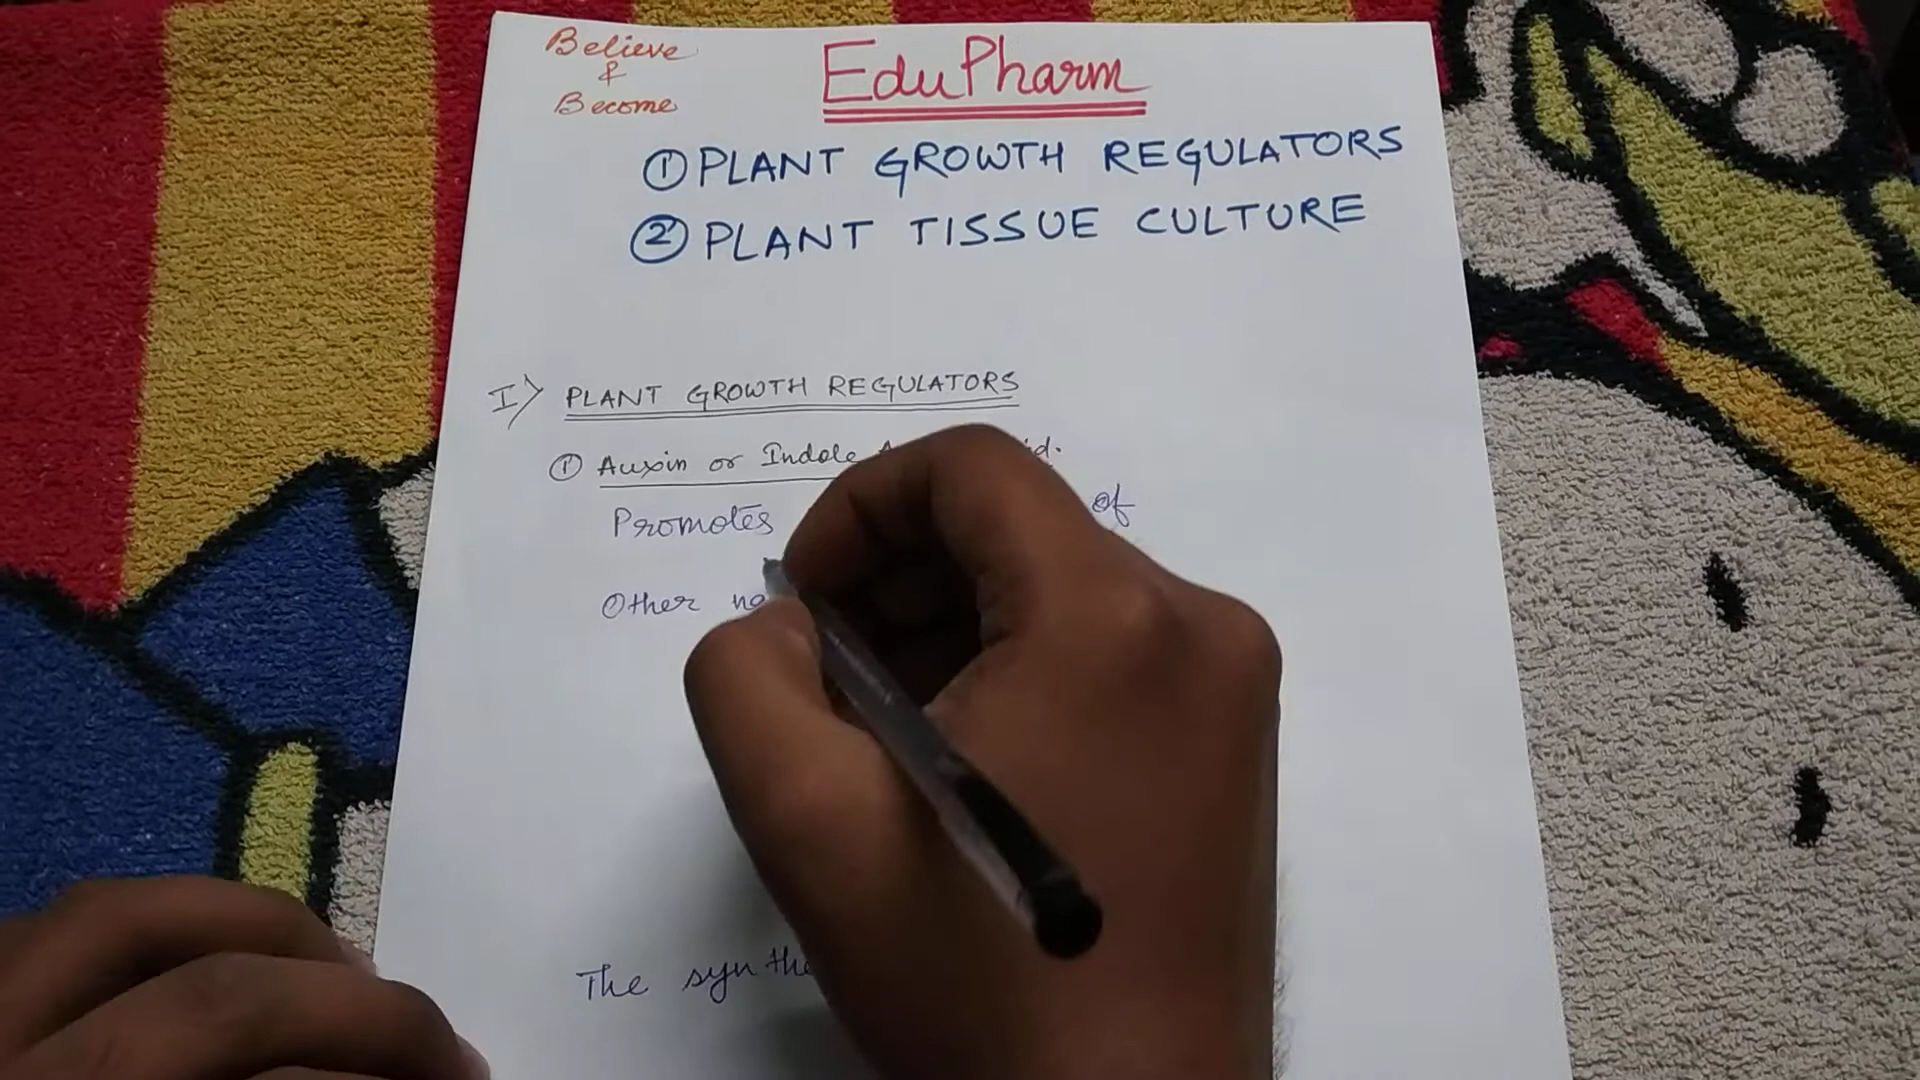 Believe
&
Become
EduPharm
① PLANT GROWTH REGULATORS
② PLANT TISSUE CULTURE
I> PLANT GROWTH REGULATORS
① Auxin or Indole
Promotes of
Other
The